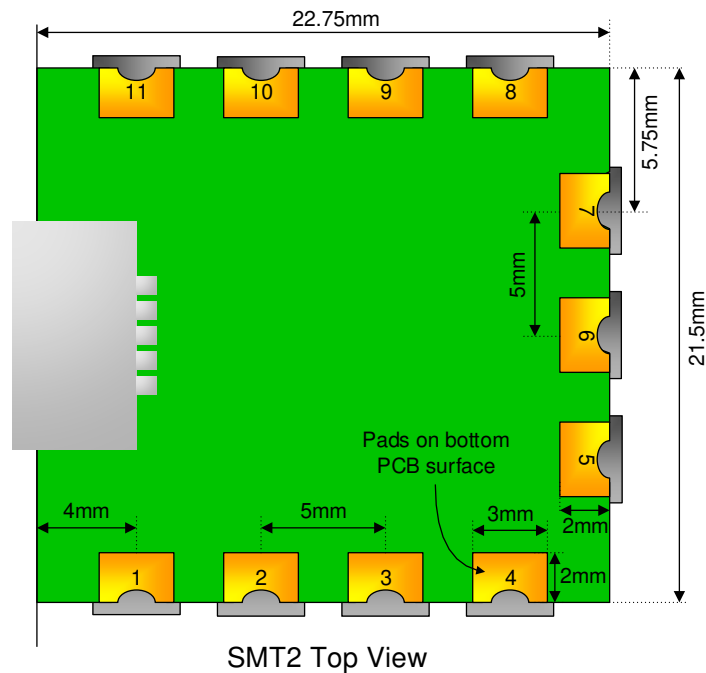 22.75mm
11
10
9
8
5.75mm
7
5mm
6
21.5mm
Pads on bottom
PCB surface
5
4mm
5mm
3mm
2mm
1
2
3
4
2mm
SMT2 Top View